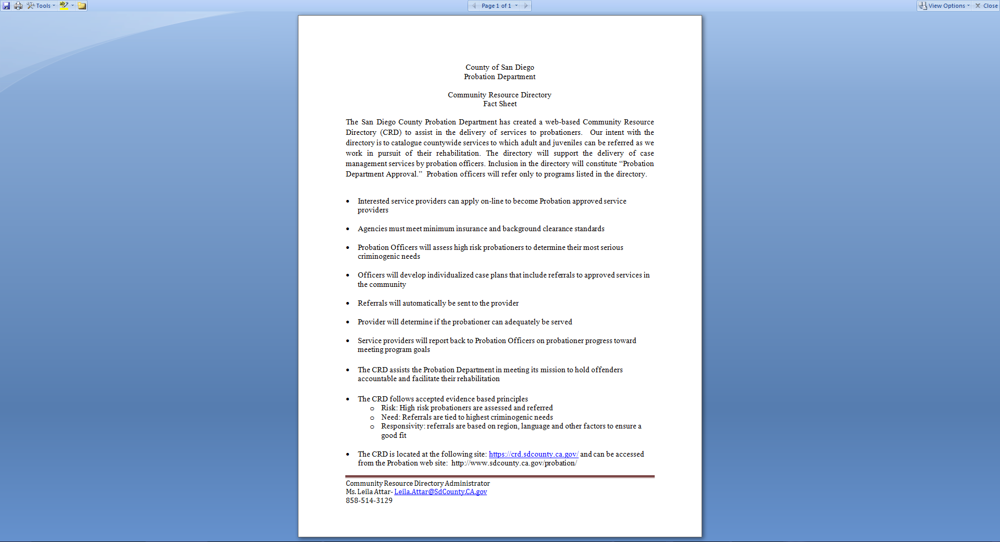 Tools
Page 1 of 1
View Options
Close
County of San Diego
Probation Department
Community Resource Directory
Fact Sheet
The San Diego County Probation Department has created a web-based Community Resource
Directory (CRD) to assist in the delivery of services to probationers.  Our intent with the
directory is to catalogue countywide services to which adult and juveniles can be referred as we
work in pursuit of their rehabilitation. The directory will support the delivery of case
management services by probation officers. Inclusion in the directory will constitute “Probation
Department Approval.”  Probation officers will refer only to programs listed in the directory.
• Interested service providers can apply on-line to become Probation approved service
providers
• Agencies must meet minimum insurance and background clearance standards
• Probation Officers will assess high risk probationers to determine their most serious
criminogenic needs
• Officers will develop individualized case plans that include referrals to approved services in
the community
• Referrals will automatically be sent to the provider
• Provider will determine if the probationer can adequately be served
• Service providers will report back to Probation Officers on probationer progress toward
meeting program goals
• The CRD assists the Probation Department in meeting its mission to hold offenders
accountable and facilitate their rehabilitation
• The CRD follows accepted evidence based principles
o Risk: High risk probationers are assessed and referred
o Need: Referrals are tied to highest criminogenic needs
o Responsivity: referrals are based on region, language and other factors to ensure a
good fit
• The CRD is located at the following site: https://crd.sdcounty.ca.gov/ and can be accessed
from the Probation web site:  http://www.sdcounty.ca.gov/probation/
Community Resource Directory Administrator
Ms. Leila Attar- Leila.Attar@SdCounty.CA.gov
858-514-3129